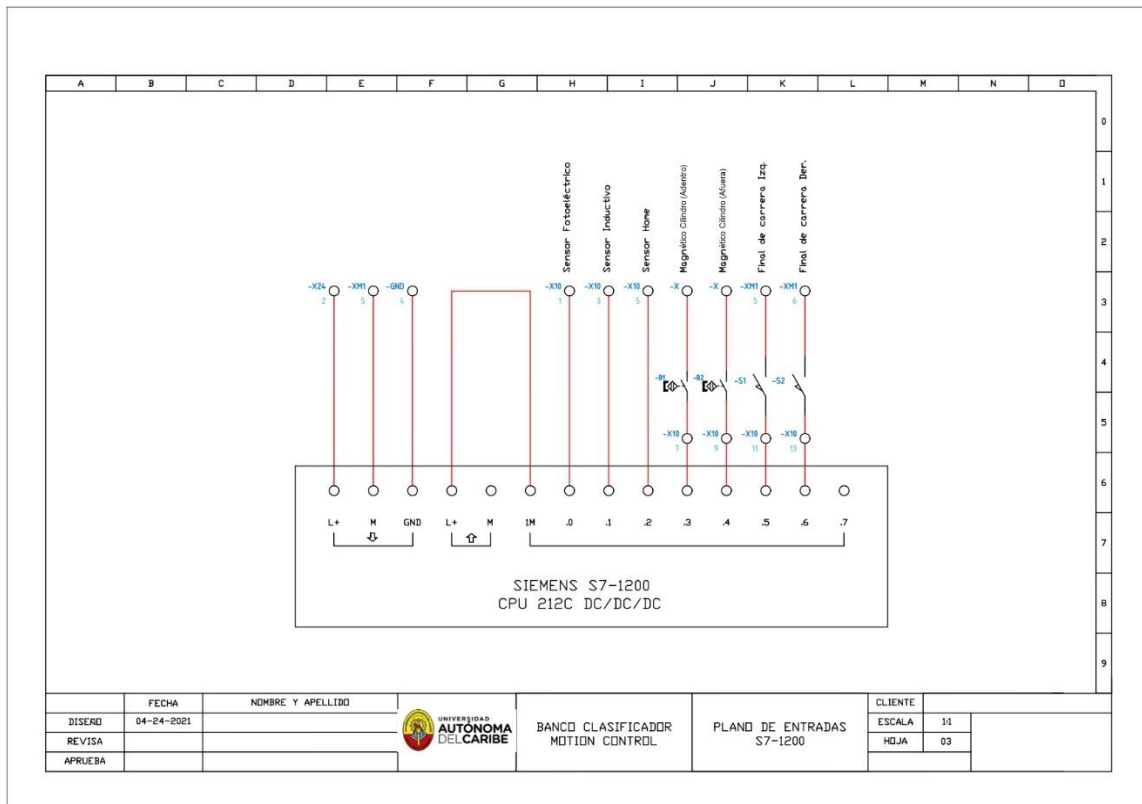 A B C D E F G H I J K L M N O
0
1
2
3
4
5
6
7
8
9
Sensor Fotoeléctrico
Sensor Inductivo
Sensor Home
Magnético Cilindro (Adentro)
Magnético Cilindro (Afuera)
Final de carrera Izq.
Final de carrera Der.
-X24 -XM1 -GND -X10 -X10 -X10 -X -X -XM1 -XM1
2 5 4 1 3 5 5 6
-B1 -B2 -S1 -S2
-X10 -X10 -X10 -X10
7 9 11 13
L+ M GND L+ M 1M .0 .1 .2 .3 .4 .5 .6 .7
SIEMENS S7-1200
CPU 212C DC/DC/DC
FECHA NOMBRE Y APELLIDO
DISEÑO 04-24-2021
REVISA
APRUEBA
UNIVERSIDAD
AUTÓNOMA
DEL CARIBE
BANCO CLASIFICADOR
MOTION CONTROL
PLANO DE ENTRADAS
S7-1200
CLIENTE
ESCALA 1:1
HOJA 03